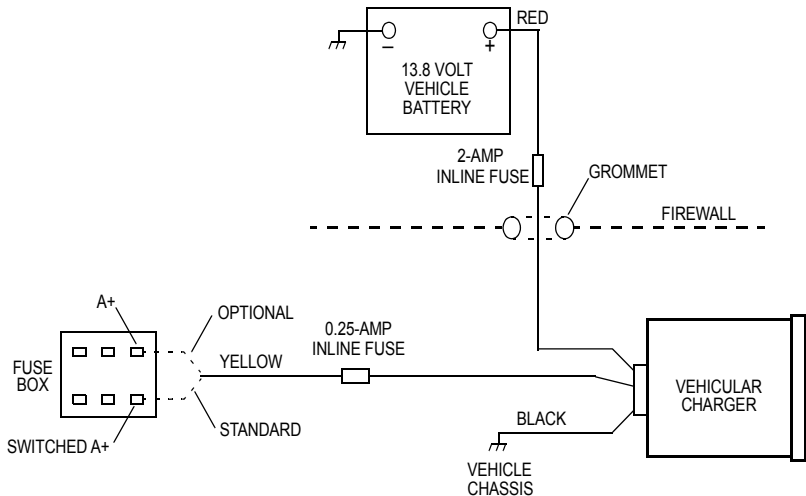 RED
–
+
13.8 VOLT
VEHICLE
BATTERY
2-AMP
INLINE FUSE
GROMMET
FIREWALL
A+
OPTIONAL
0.25-AMP
INLINE FUSE
FUSE
BOX
YELLOW
VEHICULAR
CHARGER
STANDARD
BLACK
SWITCHED A+
VEHICLE
CHASSIS